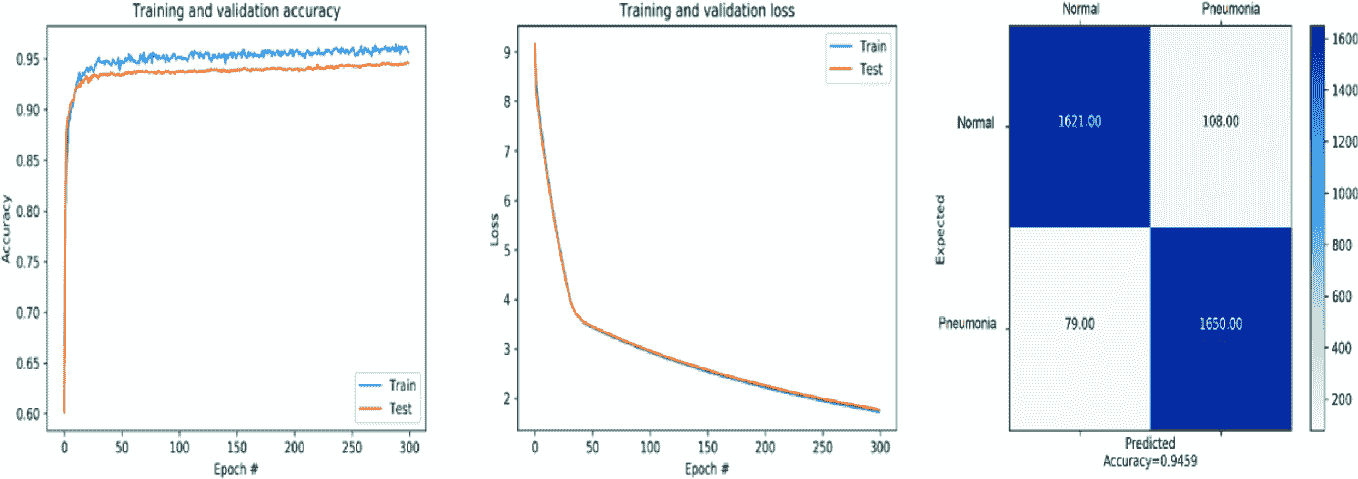 Training and validation accuracy
0.95
0.90
0.85
0.80
0.75
0.70
0.65
0.60
Accuracy
Train
Test
0 50 100 150 200 250 300
Epoch #
Training and validation loss
9
8
7
6
5
4
3
2
Loss
Train
Test
0 50 100 150 200 250 300
Epoch #
Normal Pneumonia
Normal 1621.00 108.00
Expected
Pneumonia 79.00 1650.00
Predicted
Accuracy=0.9459
1600
1400
1200
1000
800
600
400
200